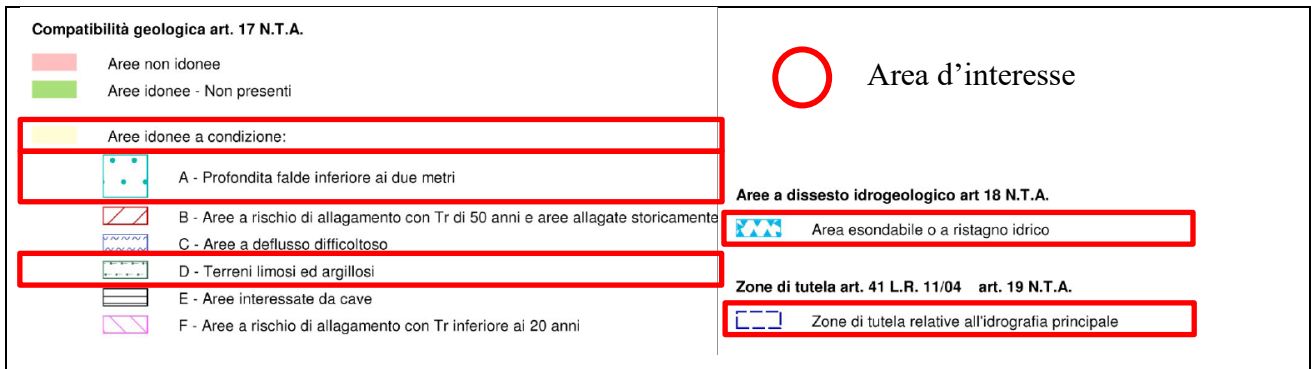 Compatibilità geologica art. 17 N.T.A.
Aree non idonee
Aree idonee - Non presenti
Aree idonee a condizione:
A - Profondita falde inferiore ai due metri
B - Aree a rischio di allagamento con Tr di 50 anni e aree allagate storicamente
C - Aree a deflusso difficoltoso
D - Terreni limosi ed argillosi
E - Aree interessate da cave
F - Aree a rischio di allagamento con Tr inferiore ai 20 anni
Area d’interesse
Aree a dissesto idrogeologico art 18 N.T.A.
Area esondabile o a ristagno idrico
Zone di tutela art. 41 L.R. 11/04 art. 19 N.T.A.
Zone di tutela relative all'idrografia principale